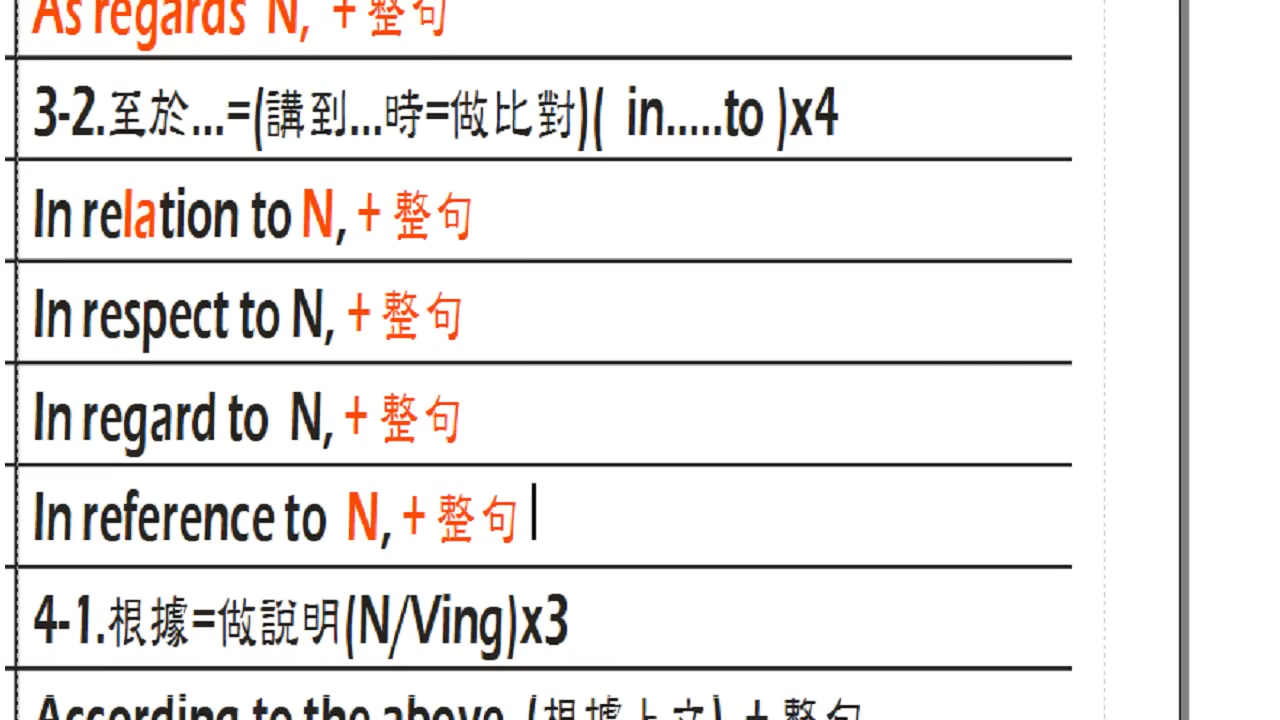 As regards N, + 整句
3-2.至於...=(講到...時=做比對)( in.....to )x4
In relation to N, + 整句
In respect to N, + 整句
In regard to N, + 整句
In reference to N, + 整句
4-1.根據=做說明(N/Ving)x3
According to the above, (根據上文) + 整句